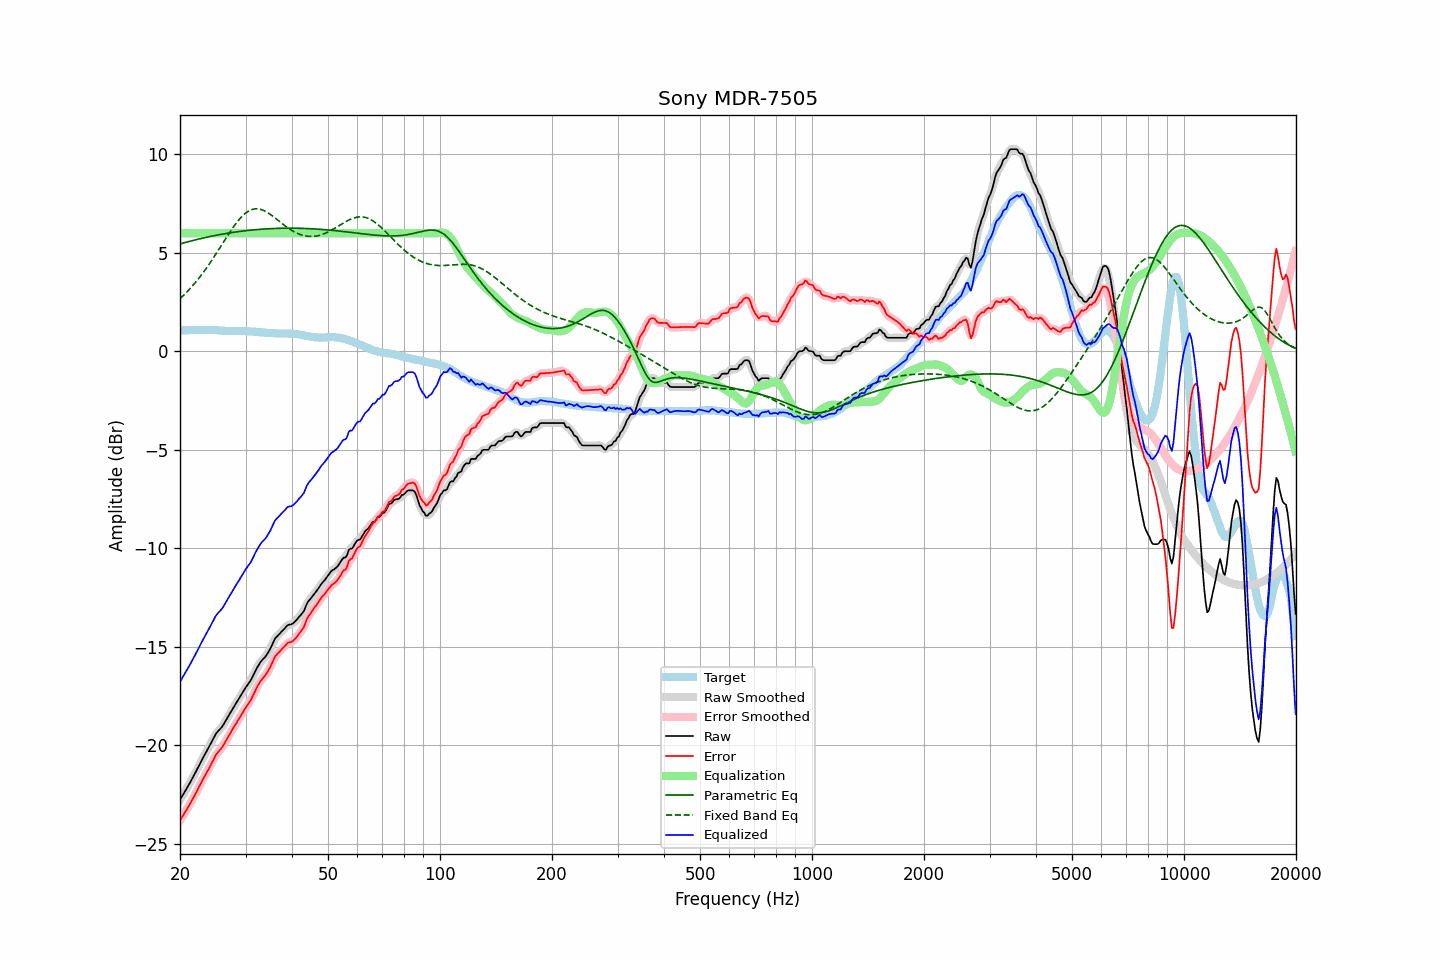 Sony MDR-7505
Amplitude (dBr)
10
5
0
−5
−10
−15
−20
−25
Target
Raw Smoothed
Error Smoothed
Raw
Error
Equalization
Parametric Eq
Fixed Band Eq
Equalized
20 50 100 200 500 1000 2000 5000 10000 20000
Frequency (Hz)